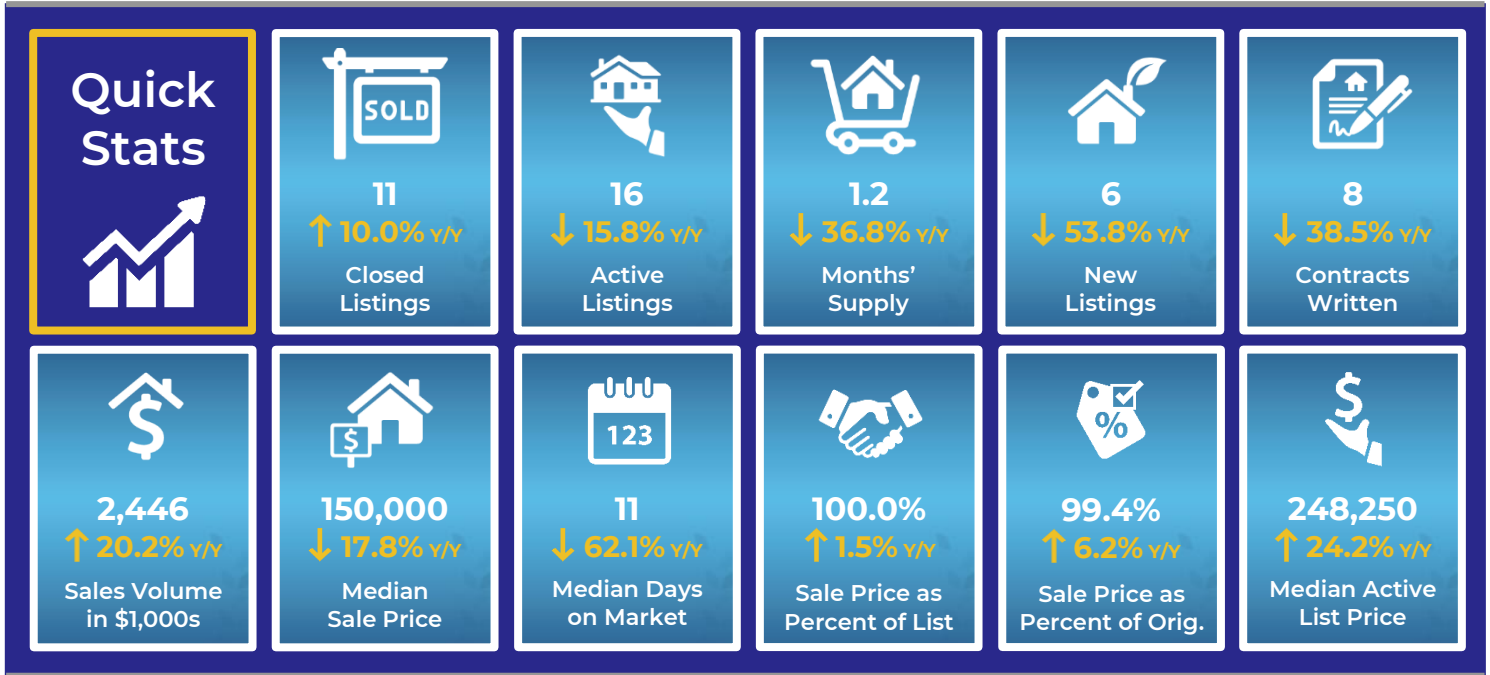 Quick
Stats
SOLD
11
↑ 10.0% Y/Y
Closed
Listings
16
↓ 15.8% Y/Y
Active
Listings
1.2
↓ 36.8% Y/Y
Months’
Supply
6
↓ 53.8% Y/Y
New
Listings
8
↓ 38.5% Y/Y
Contracts
Written
$
2,446
↑ 20.2% Y/Y
Sales Volume
in $1,000s
$
150,000
↓ 17.8% Y/Y
Median
Sale Price
123
11
↓ 62.1% Y/Y
Median Days
on Market
100.0%
↑ 1.5% Y/Y
Sale Price as
Percent of List
%
99.4%
↑ 6.2% Y/Y
Sale Price as
Percent of Orig.
$
248,250
↑ 24.2% Y/Y
Median Active
List Price